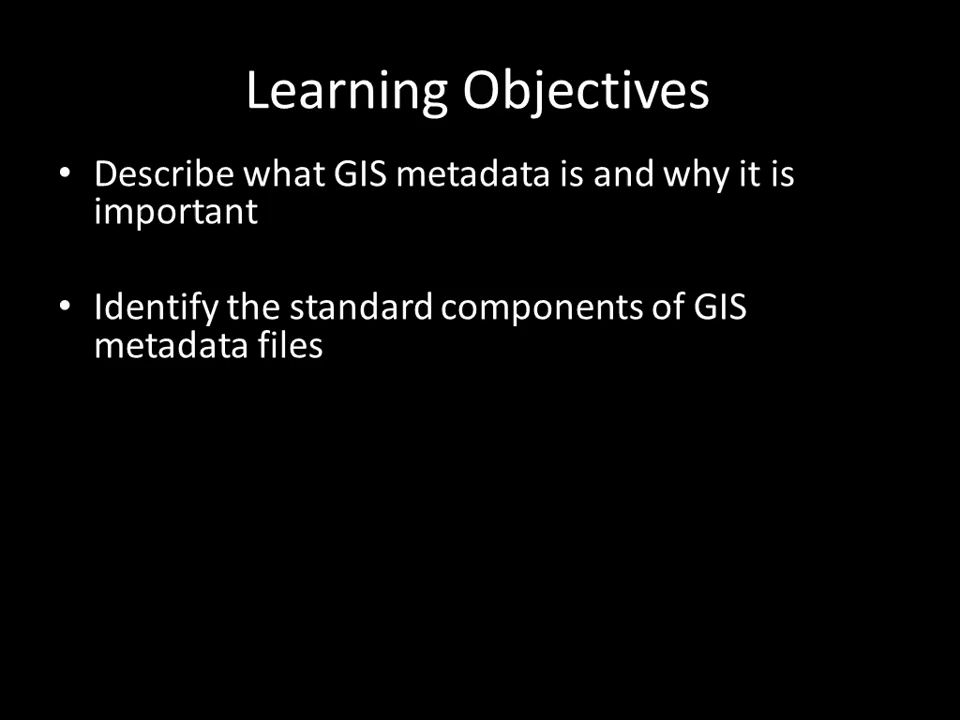 Learning Objectives
• Describe what GIS metadata is and why it is
important
• Identify the standard components of GIS
metadata files